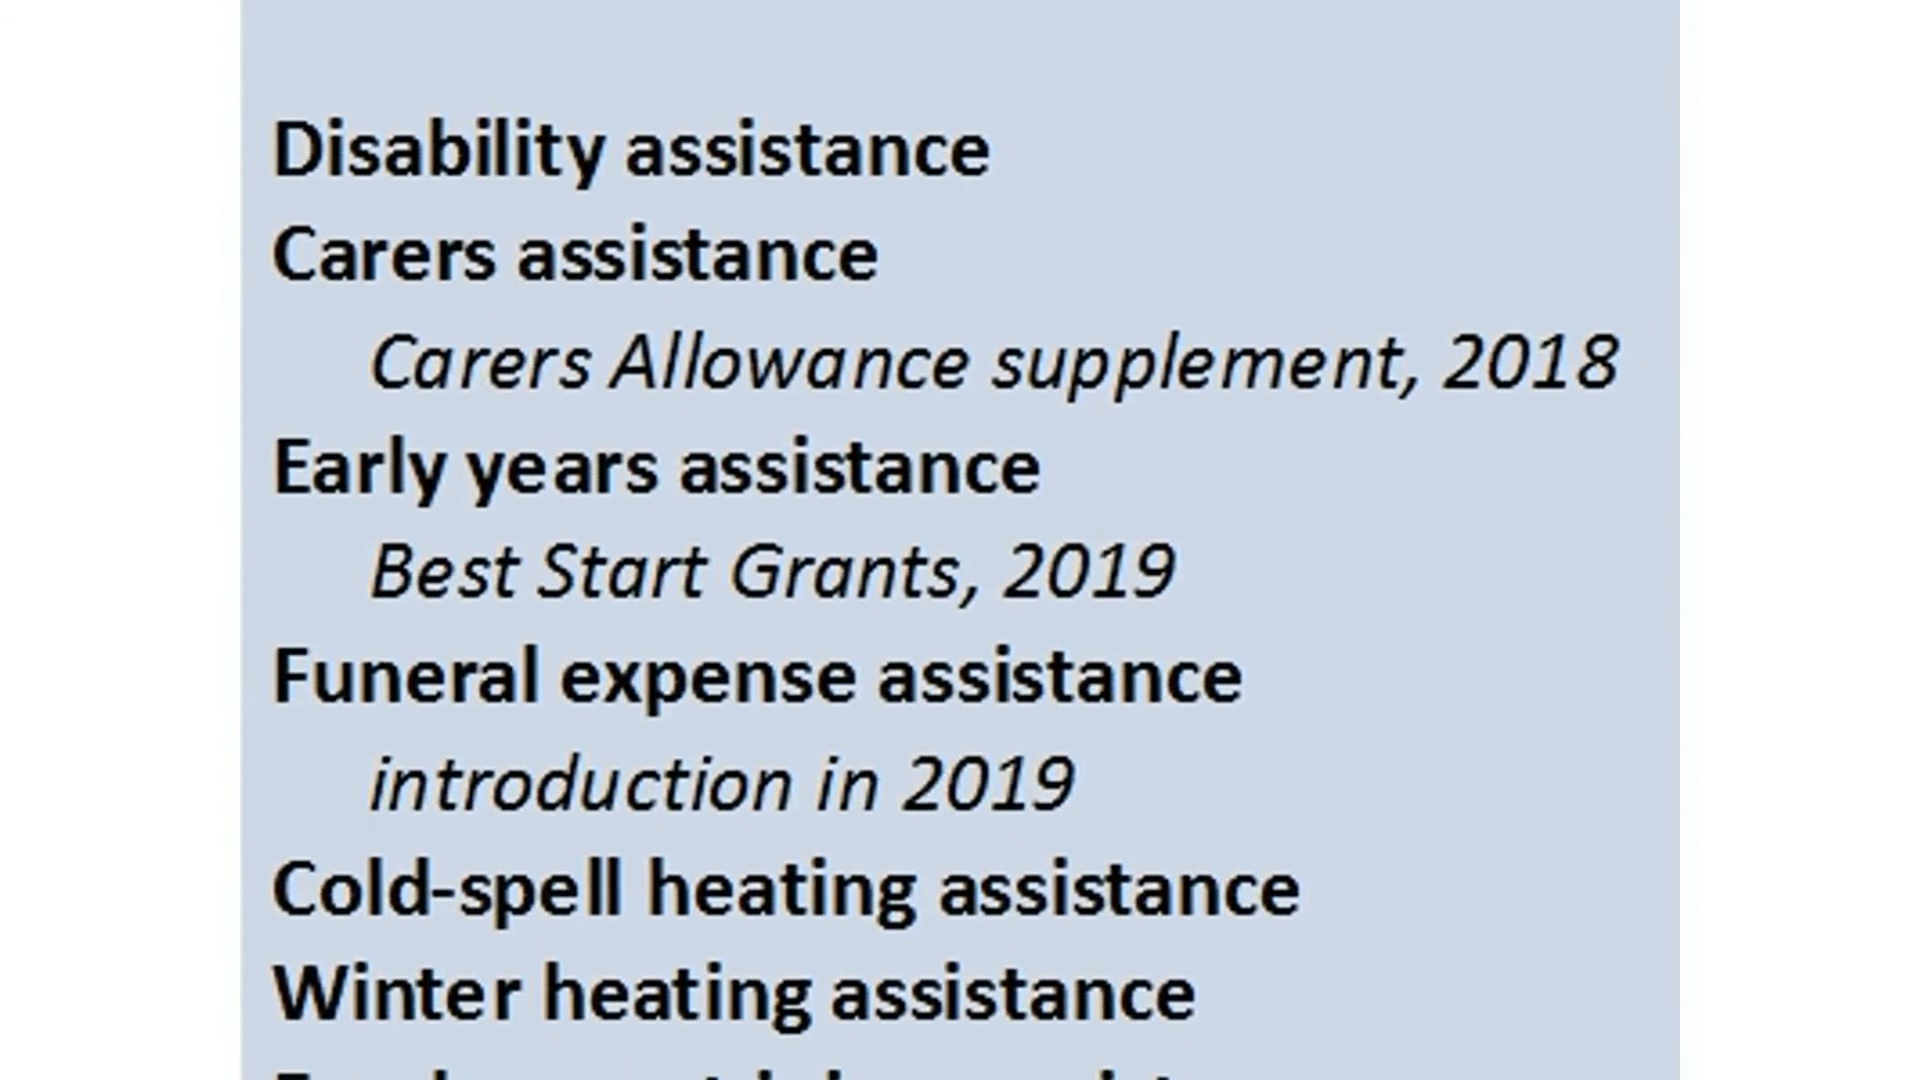 Disability assistance
Carers assistance
Carers Allowance supplement, 2018
Early years assistance
Best Start Grants, 2019
Funeral expense assistance
introduction in 2019
Cold-spell heating assistance
Winter heating assistance